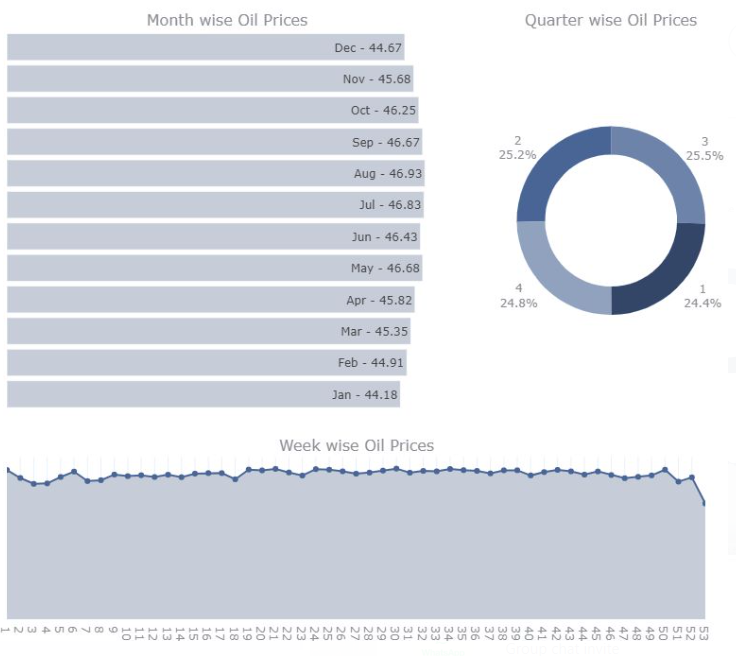 Month wise Oil Prices
Dec - 44.67
Nov - 45.68
Oct - 46.25
Sep - 46.67
Aug - 46.93
Jul - 46.83
Jun - 46.43
May - 46.68
Apr - 45.82
Mar - 45.35
Feb - 44.91
Jan - 44.18
Quarter wise Oil Prices
2
25.2%
3
25.5%
4
24.8%
1
24.4%
Week wise Oil Prices
1 2 3 4 5 6 7 8 9 10 11 12 13 14 15 16 17 18 19 20 21 22 23 24 25 26 27 28 29 30 31 32 33 34 35 36 37 38 39 40 41 42 43 44 45 46 47 48 49 50 51 52 53